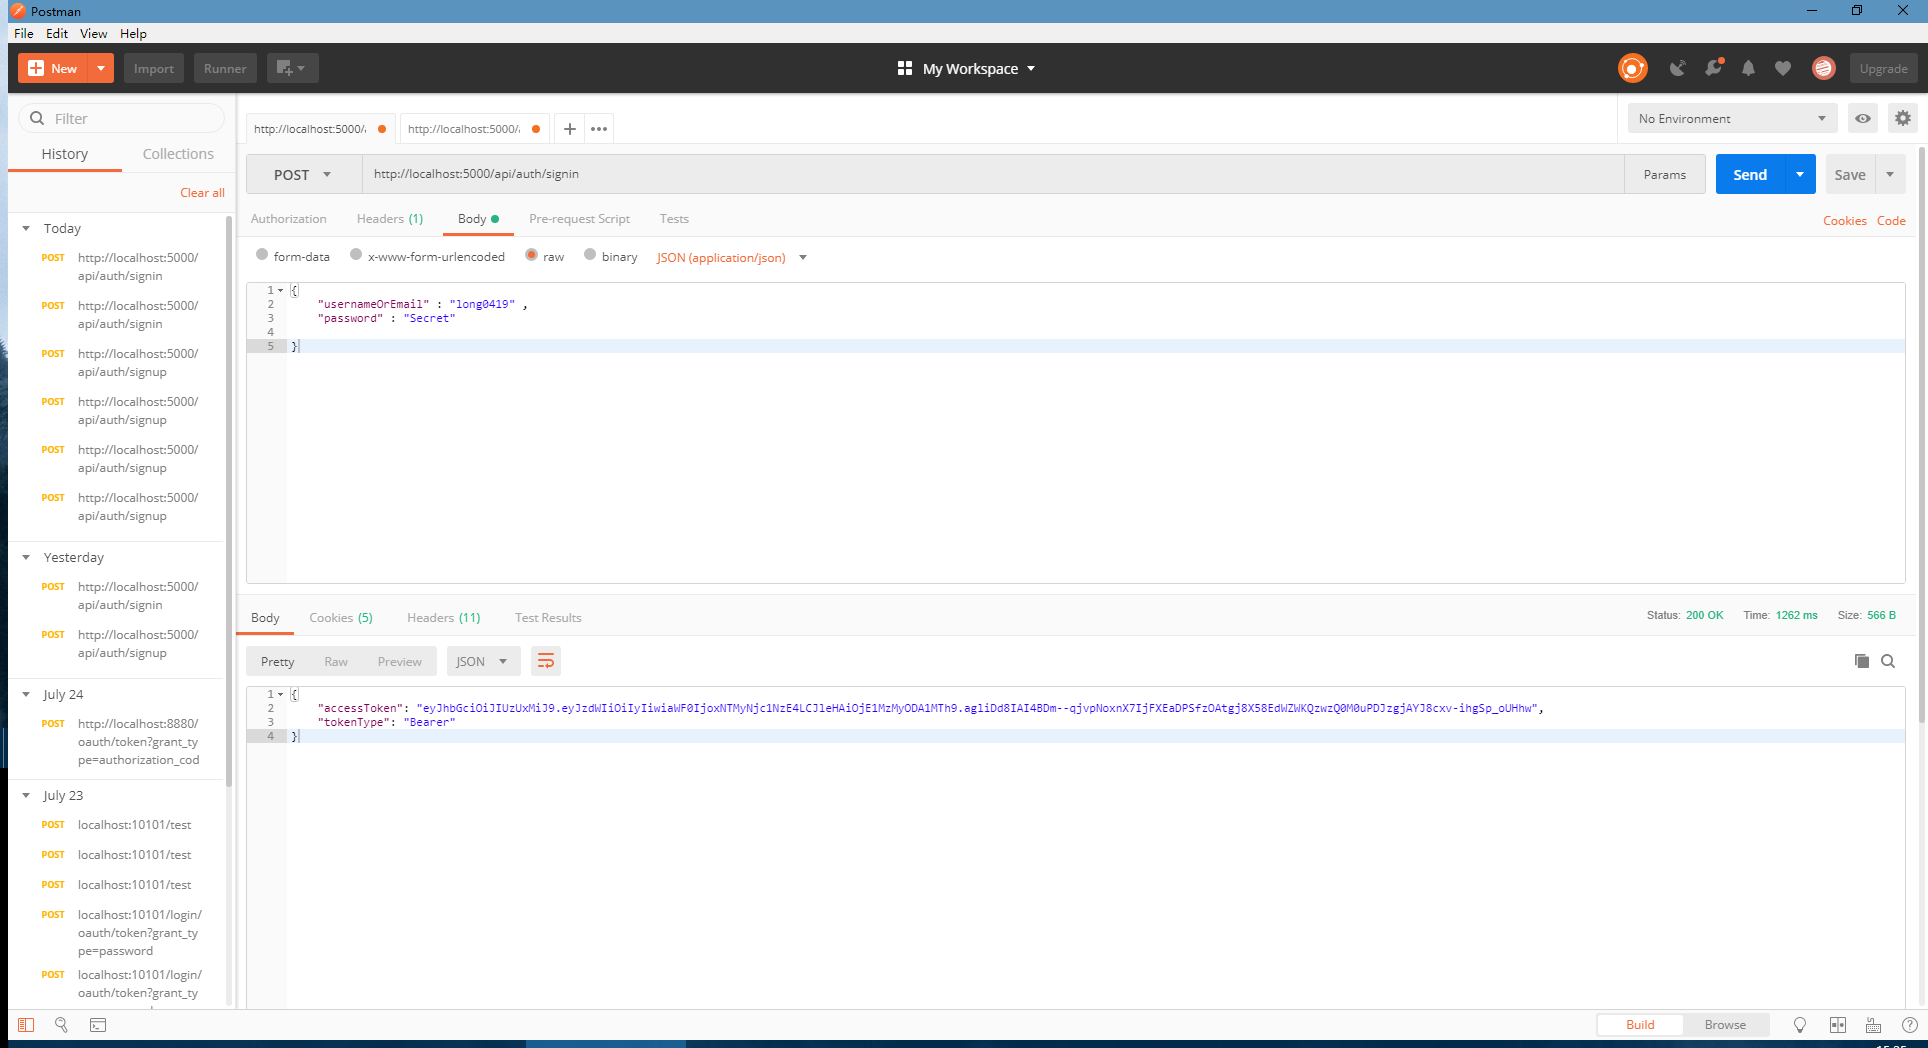 Postman
File Edit View Help
New Import Runner My Workspace Upgrade
Filter
History Collections
Clear all
Today
POST http://localhost:5000/
api/auth/signin
POST http://localhost:5000/
api/auth/signin
POST http://localhost:5000/
api/auth/signup
POST http://localhost:5000/
api/auth/signup
POST http://localhost:5000/
api/auth/signup
POST http://localhost:5000/
api/auth/signup
Yesterday
POST http://localhost:5000/
api/auth/signin
POST http://localhost:5000/
api/auth/signup
July 24
POST http://localhost:8880/
oauth/token?grant_ty
pe=authorization_cod
July 23
POST localhost:10101/test
POST localhost:10101/test
POST localhost:10101/test
POST localhost:10101/login/
oauth/token?grant_ty
pe=password
POST localhost:10101/login/
oauth/token?grant_ty
http://localhost:5000/ http://localhost:5000/ No Environment
POST http://localhost:5000/api/auth/signin Params Send Save
Authorization Headers (1) Body Pre-request Script Tests Cookies Code
form-data x-www-form-urlencoded raw binary JSON (application/json)
1 {
2 "usernameOrEmail" : "long0419" ,
3 "password" : "Secret"
4
5 }
Body Cookies (5) Headers (11) Test Results Status: 200 OK Time: 1262 ms Size: 566 B
Pretty Raw Preview JSON
1 {
2 "accessToken": "eyJhbGciOiJIUzUxMiJ9.eyJzdWIiOiIyIiwiaWF0IjoxNTMyNjc1NzE4LCJleHAiOjE1MzMyODA1MTh9.agliDd8IAI4BDm--qjvpNoxnX7IjFXEaDPSfzOAtgj8X58EdWZWKQzwzQ0M0uPDJzgjAYJ8cxv-ihgSp_oUHhw",
3 "tokenType": "Bearer"
4 }
Build Browse